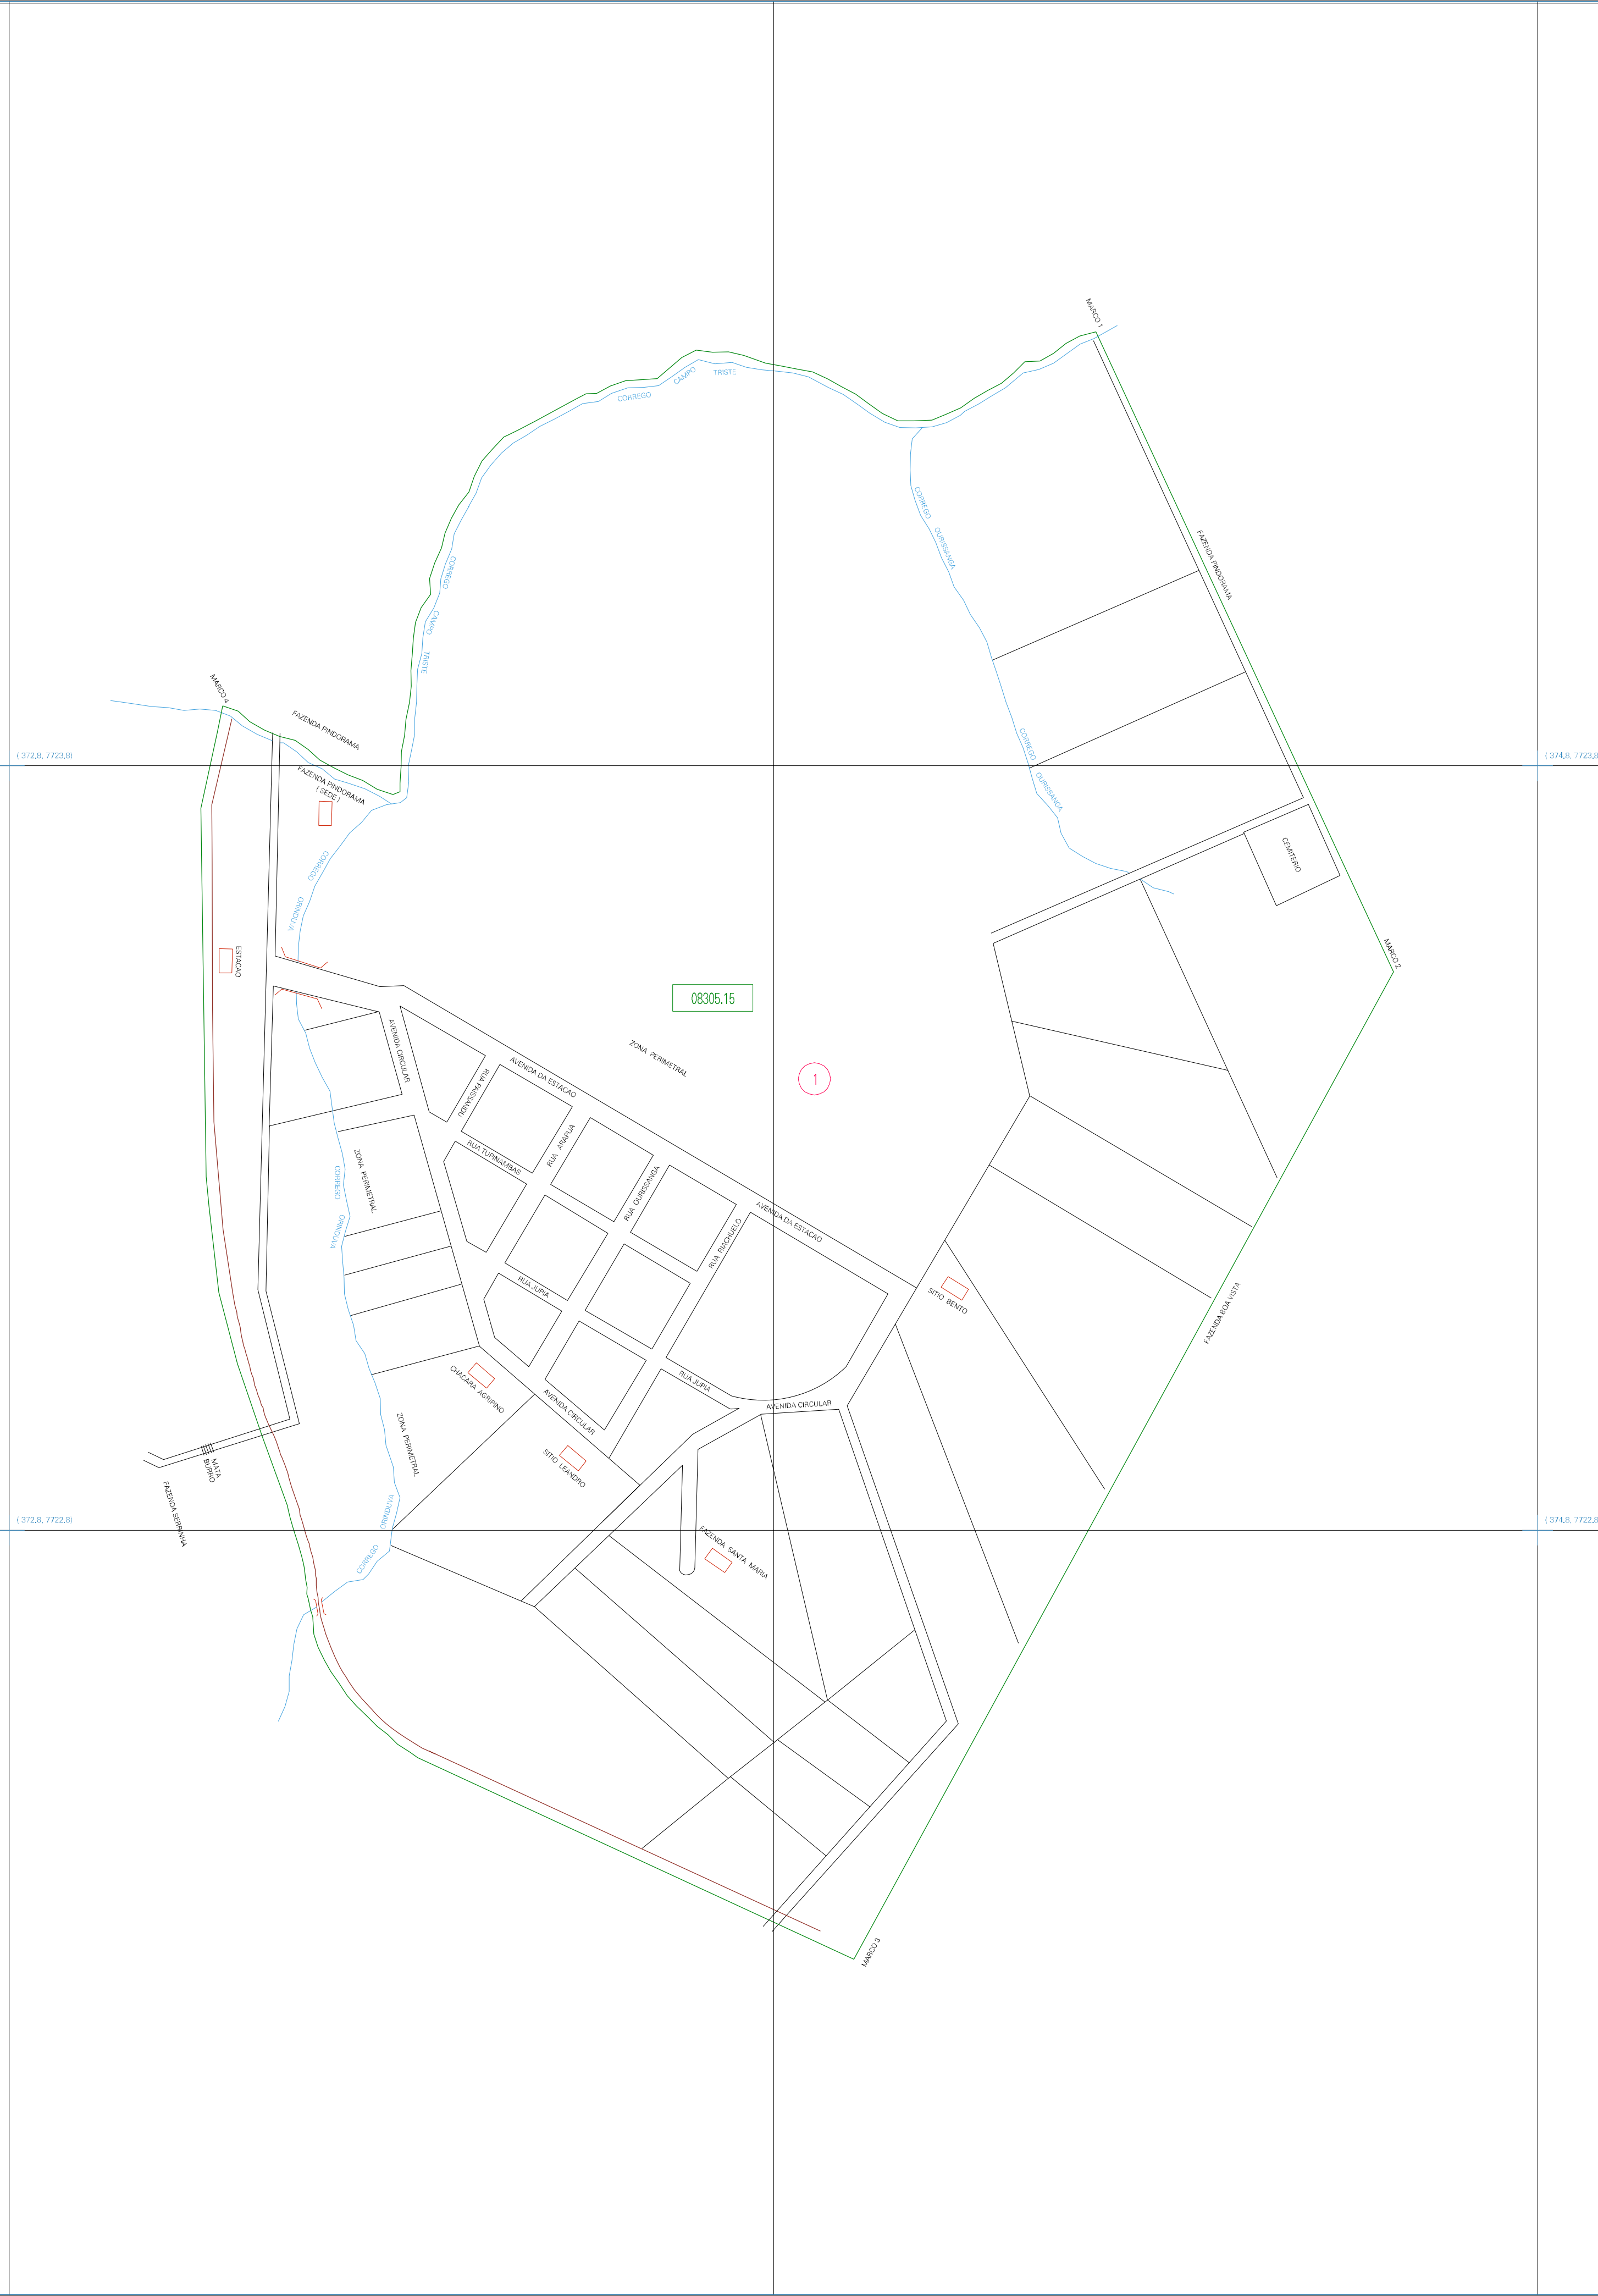 MARCO 1
CORREGO
CAMPO
TRISTE
CORREGO
OURISSANGA
FAZENDA PINDORAMA
CORREGO
CAMPO
TRISTE
MARCO 4
FAZENDA PINDORAMA
( 372,8, 7723,8)
( 374,8, 7723,8
FAZENDA PINDORAMA
( SEDE )
CORREGO
OURISSANGA
CEMITERIO
CORREGO
ORINDUVA
ESTACAO
MARCO 2
08305.15
ZONA PERIMETRAL
1
AVENIDA CIRCULAR
AVENIDA DA ESTACAO
RUA PAISSANDU
RUA TUPINAMBAS
RUA ARAPUA
RUA OURISSANGA
RUA RIACHUELO
AVENIDA DA ESTACAO
ZONA PERIMETRAL
CORREGO
ORINDUVA
RUA JUPIA
SITIO BENTO
FAZENDA BOA VISTA
CHACARA AGRIPINO
RUA JUPIA
AVENIDA CIRCULAR
AVENIDA CIRCULAR
ZONA PERIMETRAL
SITIO LEANDRO
MATA
BURRO
FAZENDA SERRINHA
( 372,8, 7722,8)
( 374,8, 7722,8
CORREGO
ORINDUVA
FAZENDA SANTA MARIA
MARCO 3